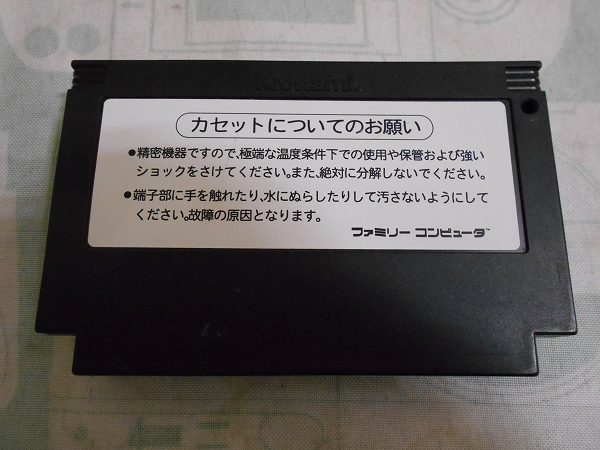 Konami
カセットについてのお願い
●精密機器ですので、極端な温度条件下での使用や保管および強い
ショックをさけてください。また、絶対に分解しないでください。
●端子部に手を触れたり、水にぬらしたりして汚さないようにして
ください。故障の原因となります。
ファミリー コンピュータ™